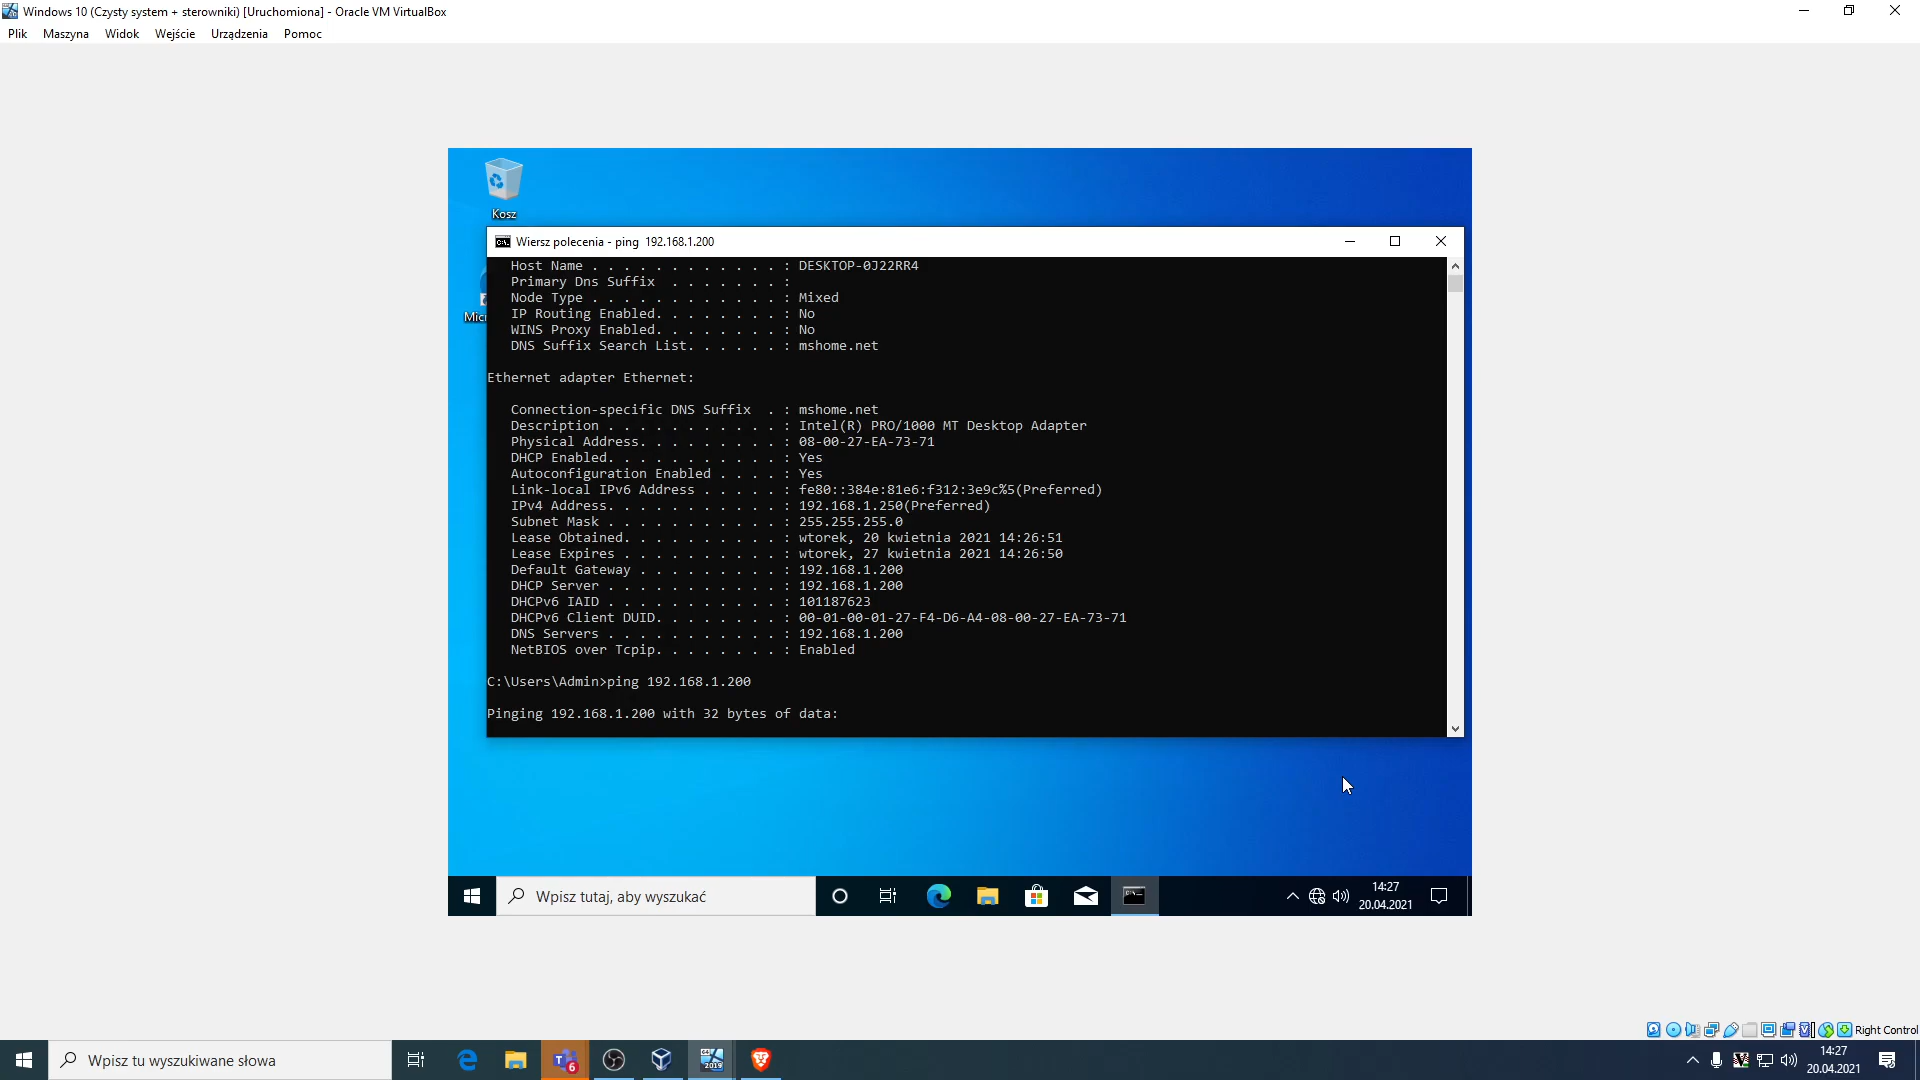 Windows 10 (Czysty system + sterowniki) [Uruchomiona] - Oracle VM VirtualBox
Plik Maszyna Widok Wejście Urządzenia Pomoc
Kosz
Wiersz polecenia - ping 192.168.1.200
Host Name . . . . . . . . . . . . : DESKTOP-0J22RR4
Primary Dns Suffix . . . . . . . :
Node Type . . . . . . . . . . . . : Mixed
IP Routing Enabled. . . . . . . . : No
WINS Proxy Enabled. . . . . . . . : No
DNS Suffix Search List. . . . . . : mshome.net
Ethernet adapter Ethernet:
Connection-specific DNS Suffix . : mshome.net
Description . . . . . . . . . . . : Intel(R) PRO/1000 MT Desktop Adapter
Physical Address. . . . . . . . . : 08-00-27-EA-73-71
DHCP Enabled. . . . . . . . . . . : Yes
Autoconfiguration Enabled . . . . : Yes
Link-local IPv6 Address . . . . . : fe80::384e:81e6:f312:3e9c%5(Preferred)
IPv4 Address. . . . . . . . . . . : 192.168.1.250(Preferred)
Subnet Mask . . . . . . . . . . . : 255.255.255.0
Lease Obtained. . . . . . . . . . : wtorek, 20 kwietnia 2021 14:26:51
Lease Expires . . . . . . . . . . : wtorek, 27 kwietnia 2021 14:26:50
Default Gateway . . . . . . . . . : 192.168.1.200
DHCP Server . . . . . . . . . . . : 192.168.1.200
DHCPv6 IAID . . . . . . . . . . . : 101187623
DHCPv6 Client DUID. . . . . . . . : 00-01-00-01-27-F4-D6-A4-08-00-27-EA-73-71
DNS Servers . . . . . . . . . . . : 192.168.1.200
NetBIOS over Tcpip. . . . . . . . : Enabled
Micr
C:\Users\Admin>ping 192.168.1.200
Pinging 192.168.1.200 with 32 bytes of data:
Wpisz tutaj, aby wyszukać
14:27
20.04.2021
Right Control
Wpisz tu wyszukiwane słowa
T
6
64
2019
14:27
20.04.2021